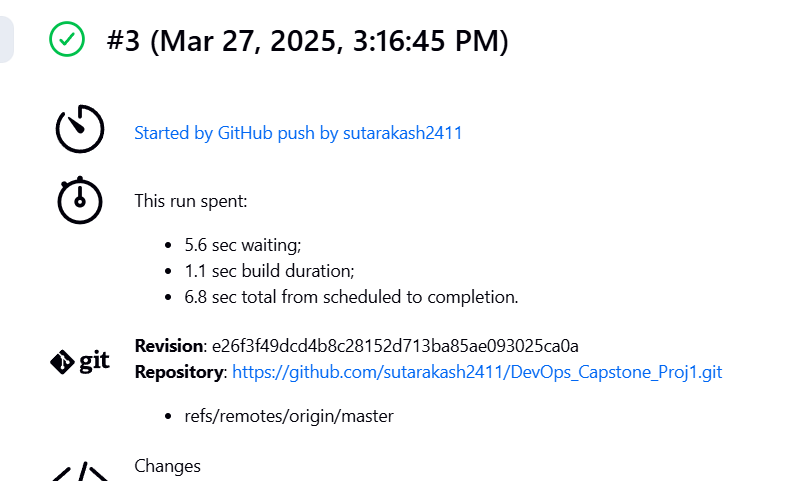 #3 (Mar 27, 2025, 3:16:45 PM)
Started by GitHub push by sutarakash2411
This run spent:
5.6 sec waiting;
1.1 sec build duration;
6.8 sec total from scheduled to completion.
git
Revision: e26f3f49dcd4b8c28152d713ba85ae093025ca0a
Repository: https://github.com/sutarakash2411/DevOps_Capstone_Proj1.git
refs/remotes/origin/master
Changes